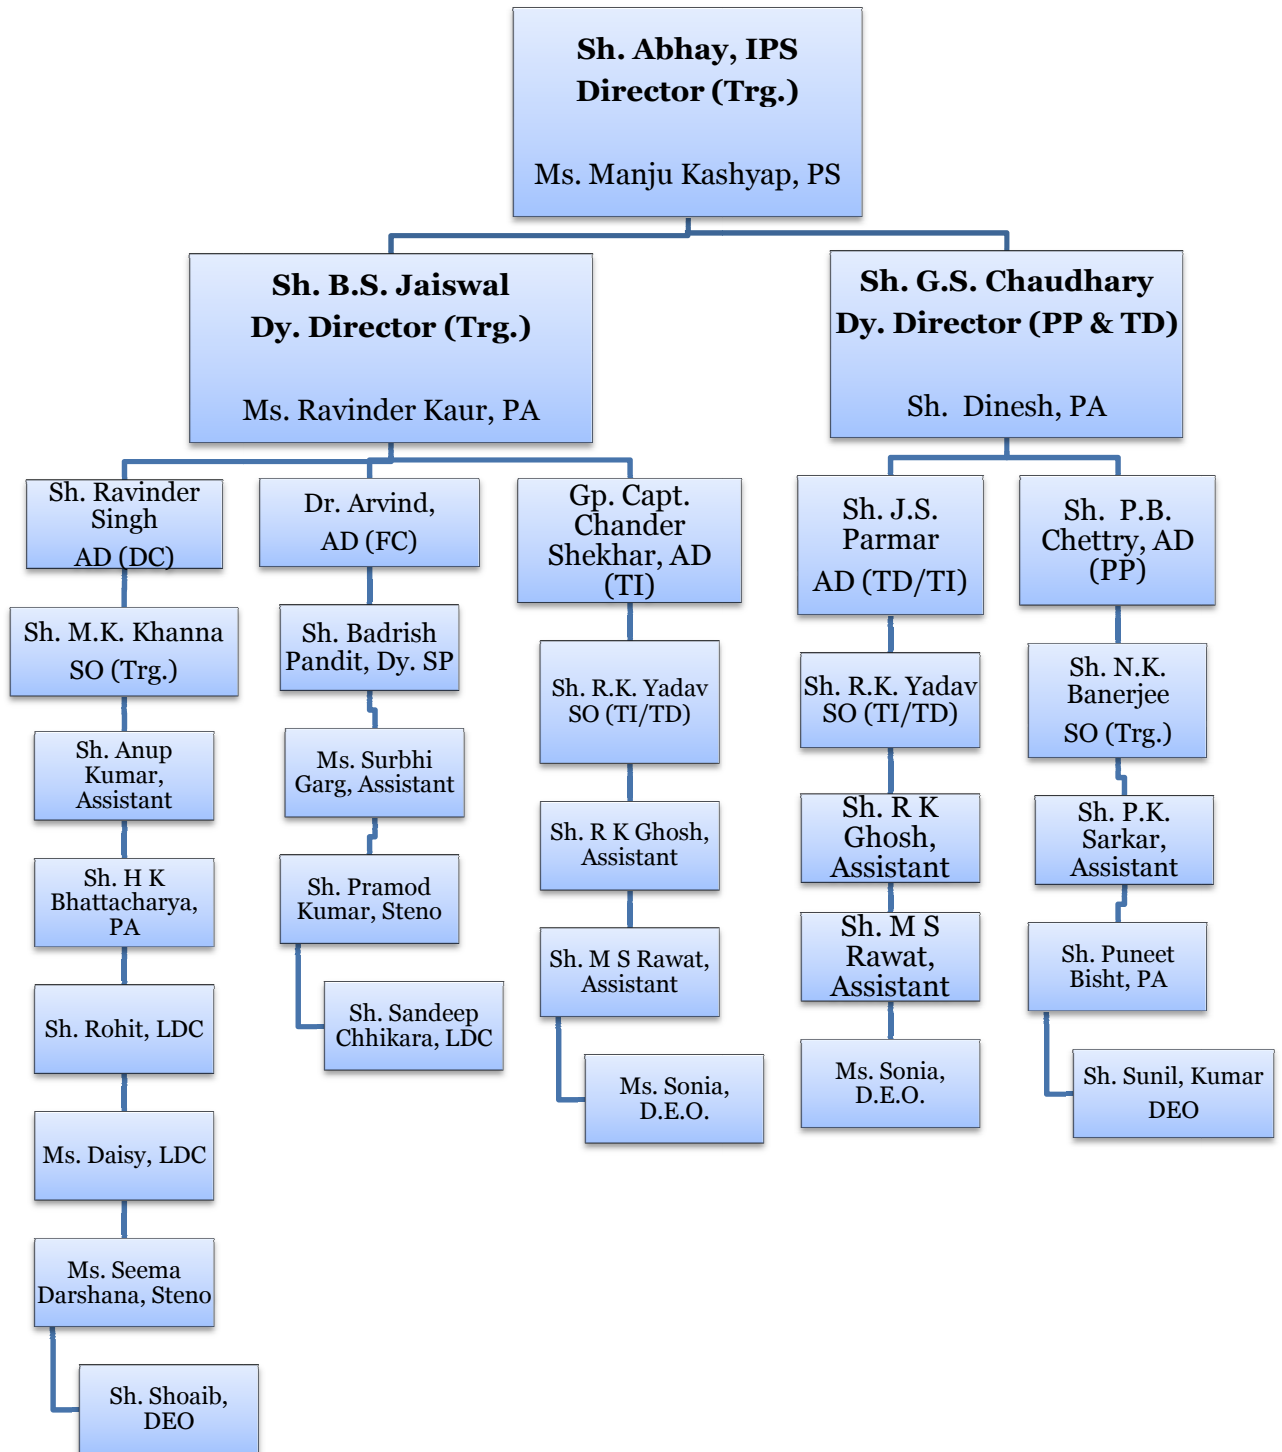 Sh. Abhay, IPS
Director (Trg.)
Ms. Manju Kashyap, PS
Sh. B.S. Jaiswal
Dy. Director (Trg.)
Ms. Ravinder Kaur, PA
Sh. G.S. Chaudhary
Dy. Director (PP & TD)
Sh. Dinesh, PA
Sh. Ravinder
Singh
AD (DC)
Sh. M.K. Khanna
SO (Trg.)
Sh. Anup
Kumar,
Assistant
Sh. H K
Bhattacharya,
PA
Sh. Rohit, LDC
Ms. Daisy, LDC
Ms. Seema
Darshana, Steno
Sh. Shoaib,
DEO
Dr. Arvind,
AD (FC)
Sh. Badrish
Pandit, Dy. SP
Ms. Surbhi
Garg, Assistant
Sh. Pramod
Kumar, Steno
Sh. Sandeep
Chhikara, LDC
Gp. Capt.
Chander
Shekhar, AD
(TI)
Sh. R.K. Yadav
SO (TI/TD)
Sh. R K Ghosh,
Assistant
Sh. M S Rawat,
Assistant
Ms. Sonia,
D.E.O.
Sh. J.S.
Parmar
AD (TD/TI)
Sh. R.K. Yadav
SO (TI/TD)
Sh. R K
Ghosh,
Assistant
Sh. M S
Rawat,
Assistant
Ms. Sonia,
D.E.O.
Sh. P.B.
Chettry, AD
(PP)
Sh. N.K.
Banerjee
SO (Trg.)
Sh. P.K.
Sarkar,
Assistant
Sh. Puneet
Bisht, PA
Sh. Sunil, Kumar
DEO